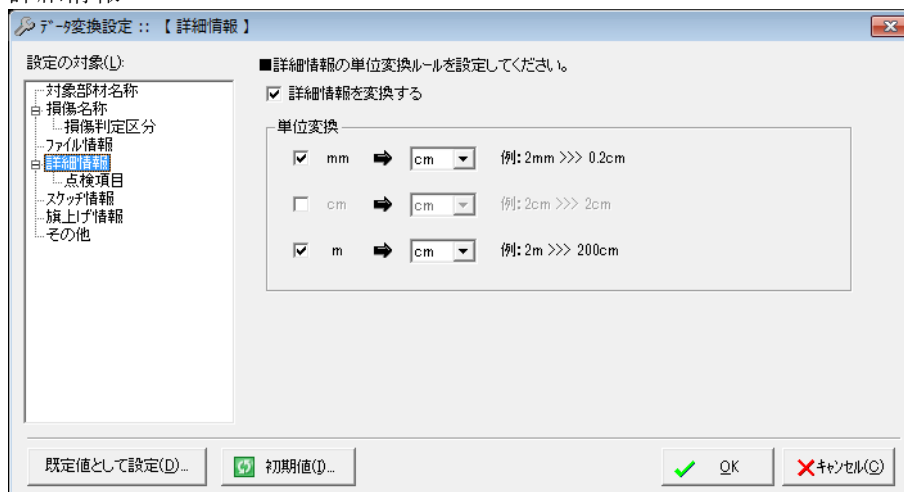 データ変換設定 :: 【 詳細情報 】
設定の対象(L):
対象部材名称
損傷名称
損傷判定区分
ファイル情報
詳細情報
点検項目
スケッチ情報
旗上げ情報
その他
■詳細情報の単位変換ルールを設定してください。
詳細情報を変換する
単位変換
mm cm 例: 2mm >>> 0.2cm
cm cm 例: 2cm >>> 2cm
m cm 例: 2m >>> 200cm
既定値として設定(D)... 初期値(I)... OK キャンセル(C)